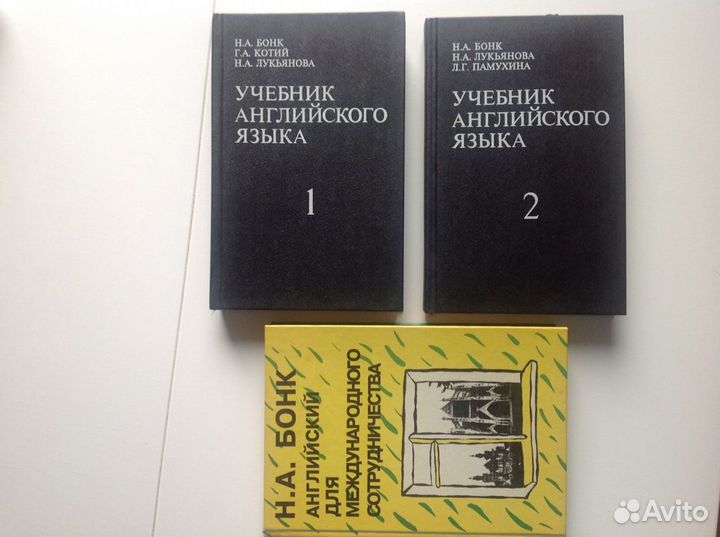 Н.А. БОНК
Г.А. КОТИЙ
Н.А. ЛУКЬЯНОВА
УЧЕБНИК
АНГЛИЙСКОГО
ЯЗЫКА
1
Н.А. БОНК
Н.А. ЛУКЬЯНОВА
Л.Г. ПАМУХИНА
УЧЕБНИК
АНГЛИЙСКОГО
ЯЗЫКА
2
Н.А. БОНК
АНГЛИЙСКИЙ
ДЛЯ
МЕЖДУНАРОДНОГО
СОТРУДНИЧЕСТВА
Avito